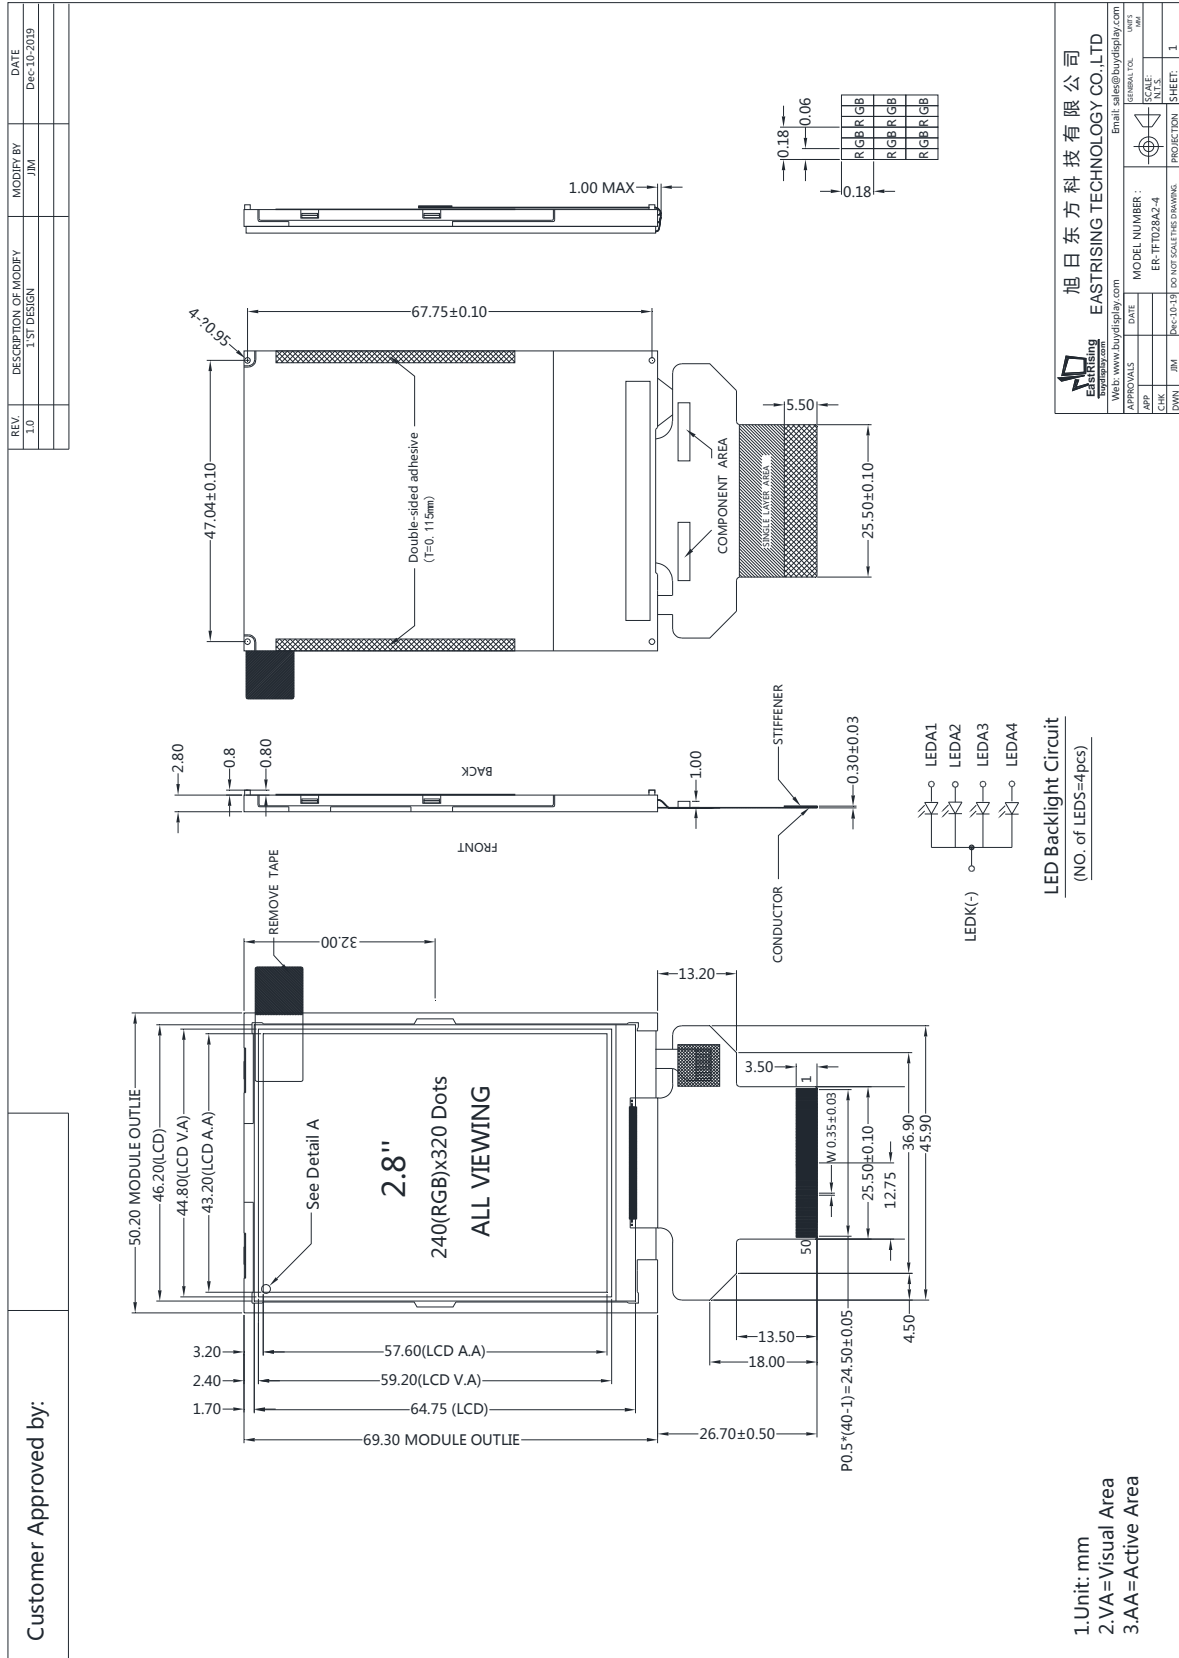 REV.
DESCRIPTION OF MODIFY
MODIFY BY
DATE
1.0
1'ST DESIGN
JIM
Dec-10-2019
Customer Approved by:
50.20 MODULE OUTLIE
46.20(LCD)
44.80(LCD V.A)
43.20(LCD A.A)
See Detail A
2.8"
240(RGB)x320 Dots
ALL VIEWING
REMOVE TAPE
32.00
3.20
2.40
1.70
57.60(LCD A.A)
59.20(LCD V.A)
64.75 (LCD)
69.30 MODULE OUTLIE
26.70±0.50
13.20
3.50
1
50
W 0.35±0.03
25.50±0.10
12.75
36.90
45.90
4.50
13.50
18.00
P0.5*(40-1)=24.50±0.05
2.80
0.8
0.80
BACK
FRONT
1.00
STIFFENER
CONDUCTOR
0.30±0.03
47.04±0.10
4-?0.95
67.75±0.10
Double-sided adhesive
(T=0.115mm)
COMPONENT AREA
SINGLE LAYER AREA
5.50
25.50±0.10
1.00 MAX
0.18
0.06
0.18
R G B R G B
R G B R G B
R G B R G B
LEDA1
LEDA2
LEDA3
LEDA4
LEDK(-)
LED Backlight Circuit
(NO. of LEDS=4pcs)
1.Unit: mm
2.VA=Visual Area
3.AA=Active Area
EastRising
buydisplay.com
旭日东方科技有限公司
EASTRISING TECHNOLOGY CO.,LTD
Web: www.buydisplay.com
Email: sales@buydisplay.com
APPROVALS
DATE
MODEL NUMBER :
ER-TFT028A2-4
GENERAL TOL.
UNITS
MM
APP
CHK
DWN
JIM
Dec-10-19
DO NOT SCALE THIS DRAWING.
PROJECTION
SCALE:
N.T.S.
SHEET: 1